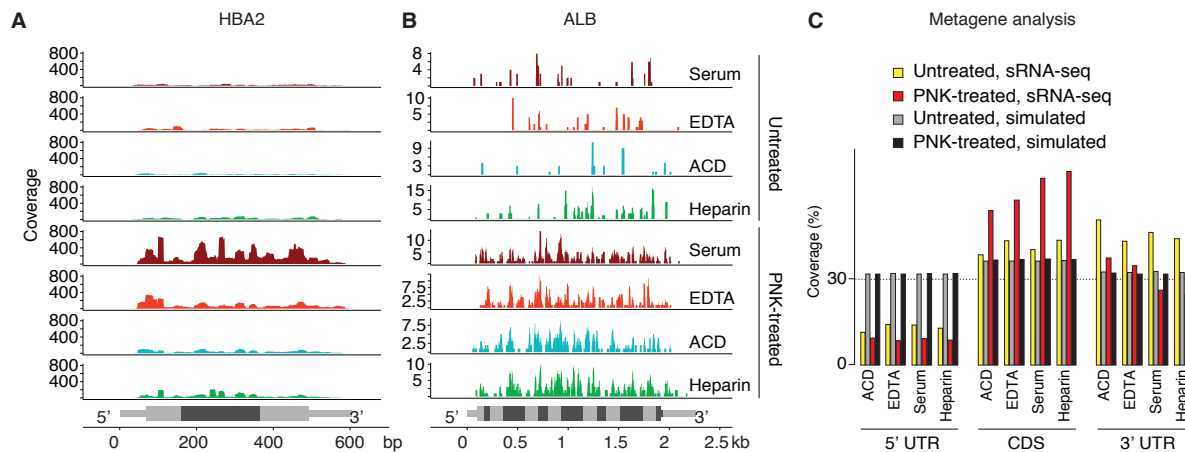 A
HBA2
B
ALB
C
Metagene analysis
Coverage
800
400
800
400
800
400
800
400
800
400
800
400
800
400
800
400
5’
3’
0
200
400
600
bp
8
4
Serum
10
5
EDTA
9
3
ACD
15
5
Heparin
Untreated
10
5
Serum
7.5
2.5
EDTA
7.5
2.5
ACD
10
5
Heparin
PNK-treated
5’
3’
0
0.5
1
1.5
2
2.5 kb
Untreated, sRNA-seq
PNK-treated, sRNA-seq
Untreated, simulated
PNK-treated, simulated
Coverage (%)
30
0
ACD
EDTA
Serum
Heparin
ACD
EDTA
Serum
Heparin
ACD
EDTA
Serum
Heparin
5’ UTR
CDS
3’ UTR